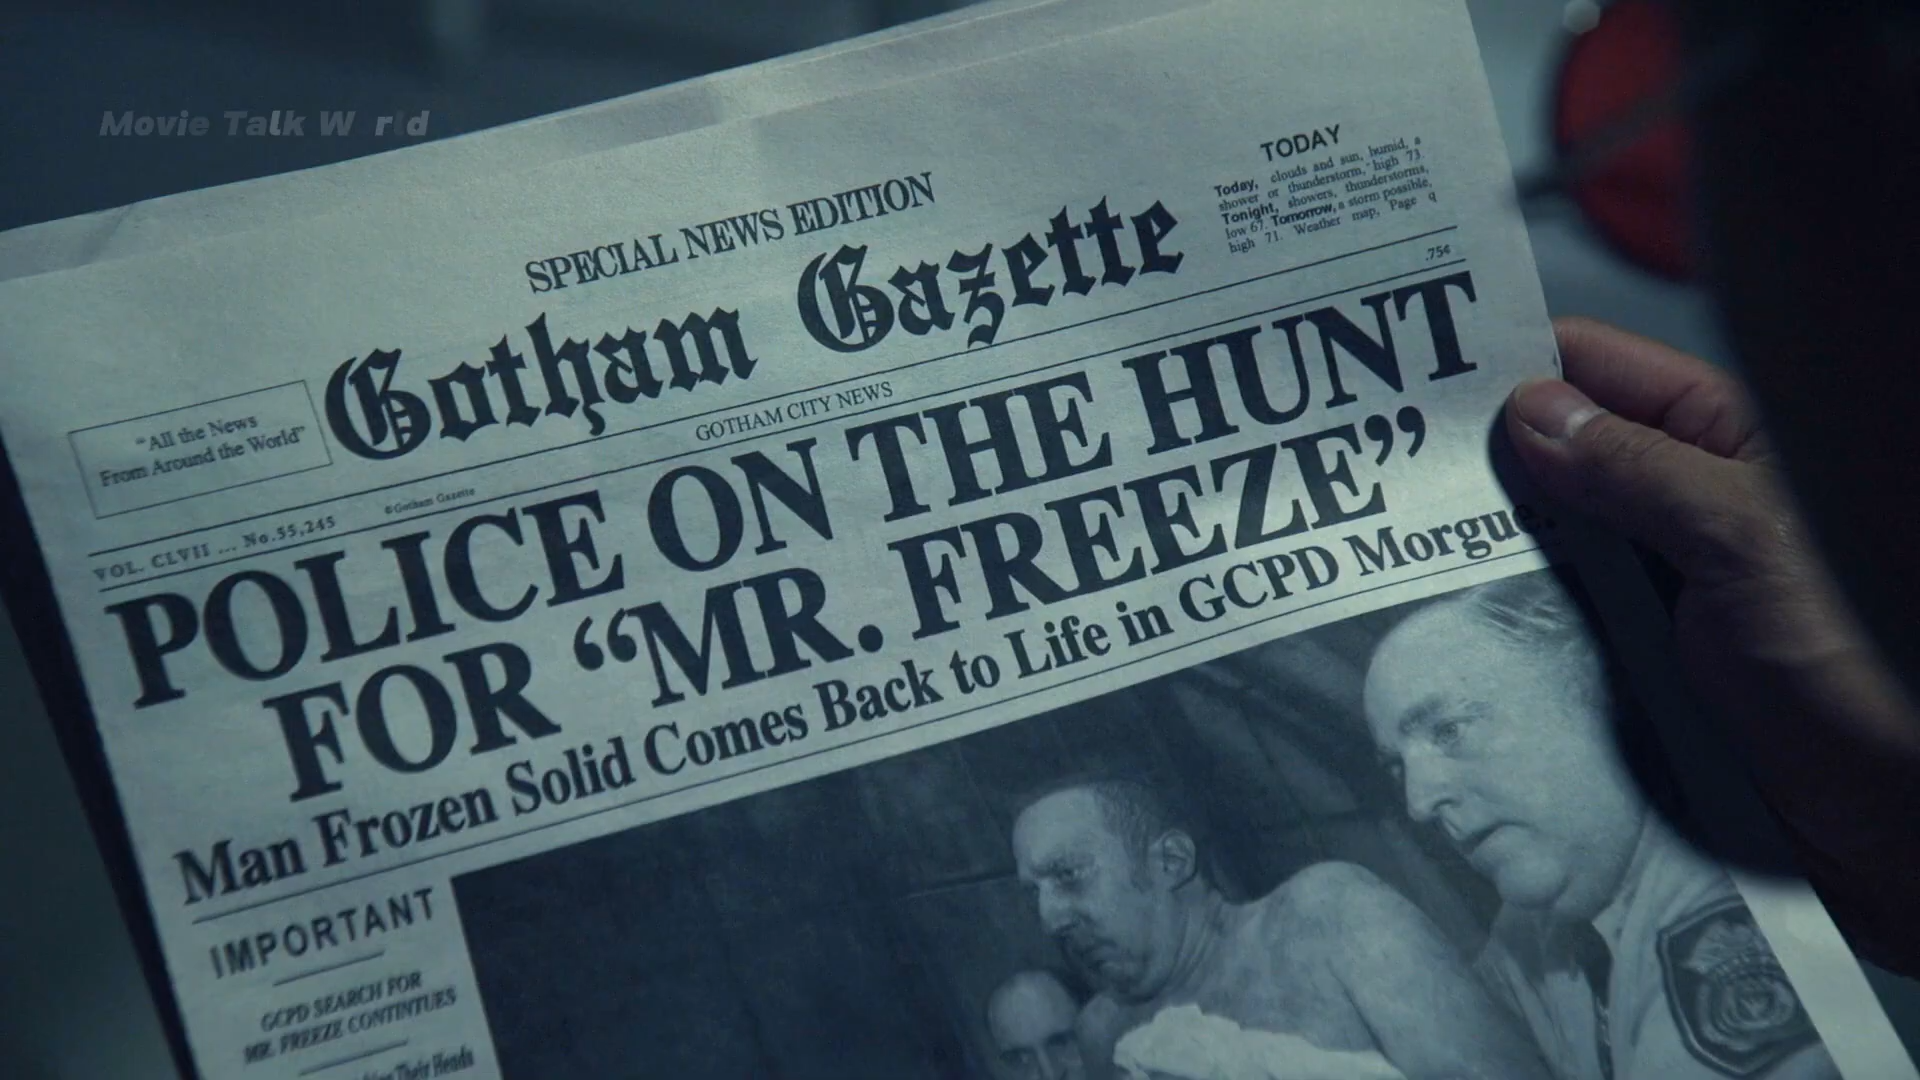 Movie Talk W rld
SPECIAL NEWS EDITION
Gotham Gazette
"All the News
From Around the World"
TODAY
Today, clouds and sun, humid, a
shower or thunderstorm, high 73.
Tonight, showers, thunderstorms,
low 67. Tomorrow, a storm possible,
high 71. Weather map, Page q
VOL. CLVII ... No.55,245
©Gotham Gazette
GOTHAM CITY NEWS
.75¢
POLICE ON THE HUNT
FOR “MR. FREEZE”
Man Frozen Solid Comes Back to Life in GCPD Morgue.
IMPORTANT
GCPD SEARCH FOR
MR. FREEZE CONTINTUES
Their Heads